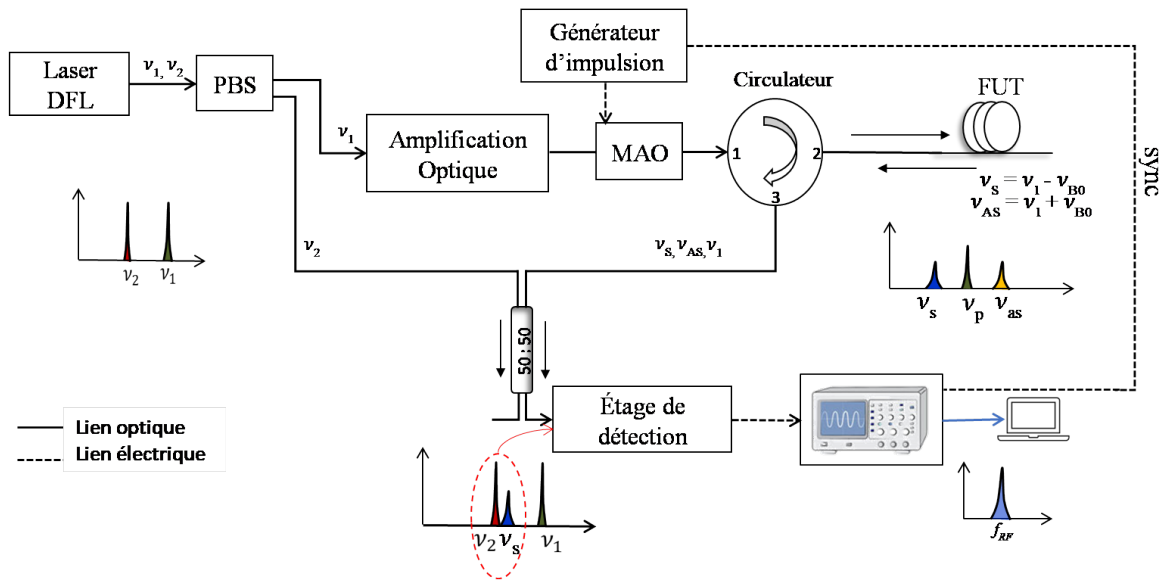 Générateur
d'impulsion
Laser
DFL
ν1, ν2
PBS
Circulateur
FUT
ν1
Amplification
Optique
MAO
1
2
3
sync
νS = ν1 - νB0
νAS = ν1 + νB0
ν2
νS, νAS, ν1
ν2
ν1
νs
νp
νas
50 : 50
Étage de
détection
Lien optique
Lien électrique
ν2
νs
ν1
fRF